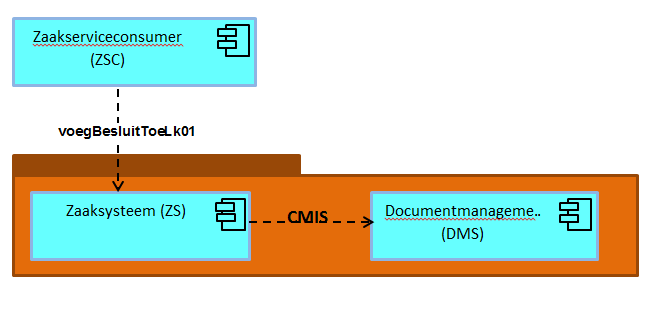 Zaakserviceconsumer
(ZSC)
voegBesluitToeLk01
Zaaksysteem (ZS)
CMIS
Documentmanageme..
(DMS)